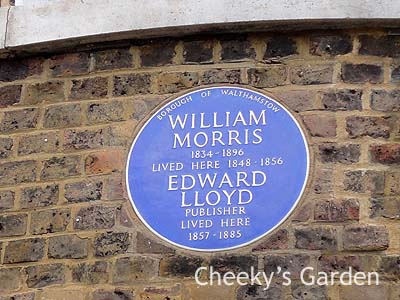 BOROUGH OF WALTHAMSTOW
WILLIAM
MORRIS
1834-1896
LIVED HERE 1848-1856
EDWARD
LLOYD
PUBLISHER
LIVED HERE
1857-1885
Cheeky's Garden